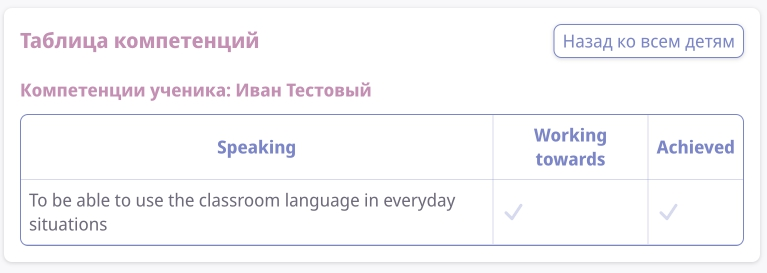 Таблица компетенций
Назад ко всем детям
Компетенции ученика: Иван Тестовый
Speaking
Working
towards
Achieved
To be able to use the classroom language in everyday
situations